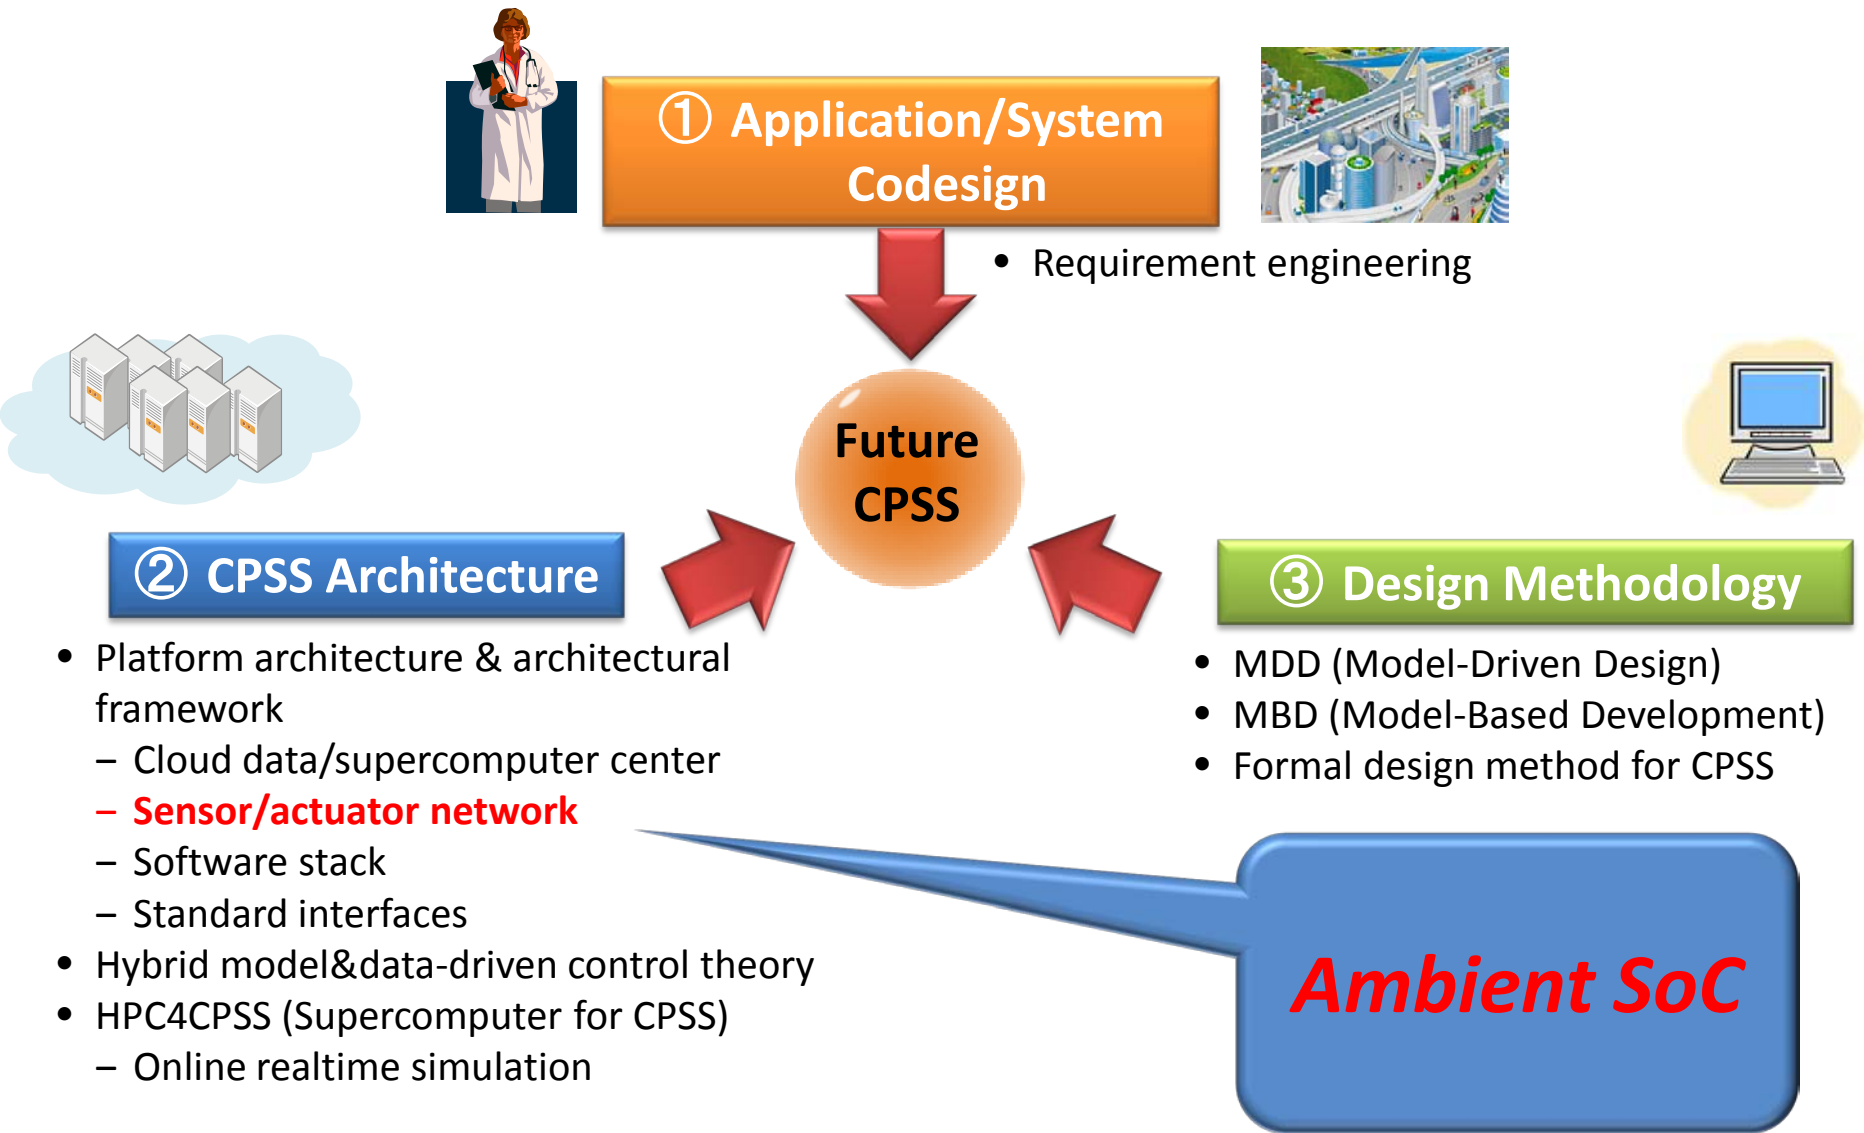 ① Application/System
Codesign
• Requirement engineering
Future
CPSS
② CPSS Architecture
• Platform architecture & architectural
framework
– Cloud data/supercomputer center
– Sensor/actuator network
– Software stack
– Standard interfaces
• Hybrid model&data-driven control theory
• HPC4CPSS (Supercomputer for CPSS)
– Online realtime simulation
③ Design Methodology
• MDD (Model-Driven Design)
• MBD (Model-Based Development)
• Formal design method for CPSS
Ambient SoC